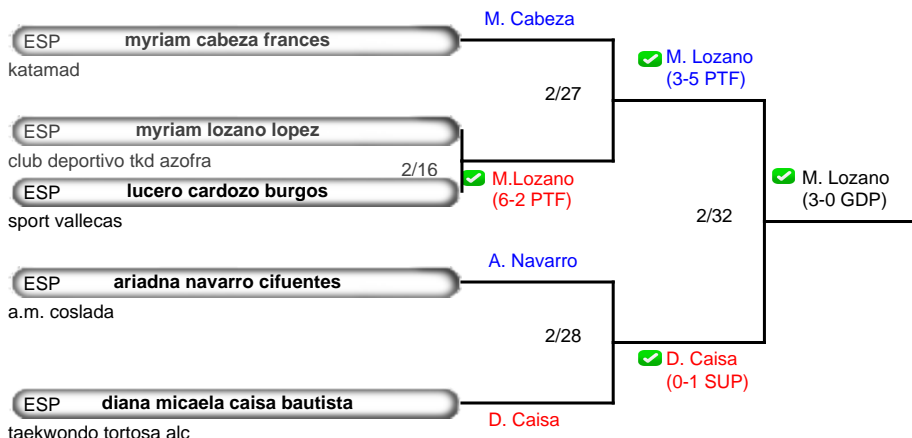 M. Cabeza
ESP myriam cabeza frances
katamad
M. Lozano
(3-5 PTF)
2/27
ESP myriam lozano lopez
club deportivo tkd azofra
2/16
M.Lozano
(6-2 PTF)
ESP lucero cardozo burgos
sport vallecas
M. Lozano
(3-0 GDP)
2/32
A. Navarro
ESP ariadna navarro cifuentes
a.m. coslada
2/28
D. Caisa
(0-1 SUP)
ESP diana micaela caisa bautista
D. Caisa
taekwondo tortosa alc